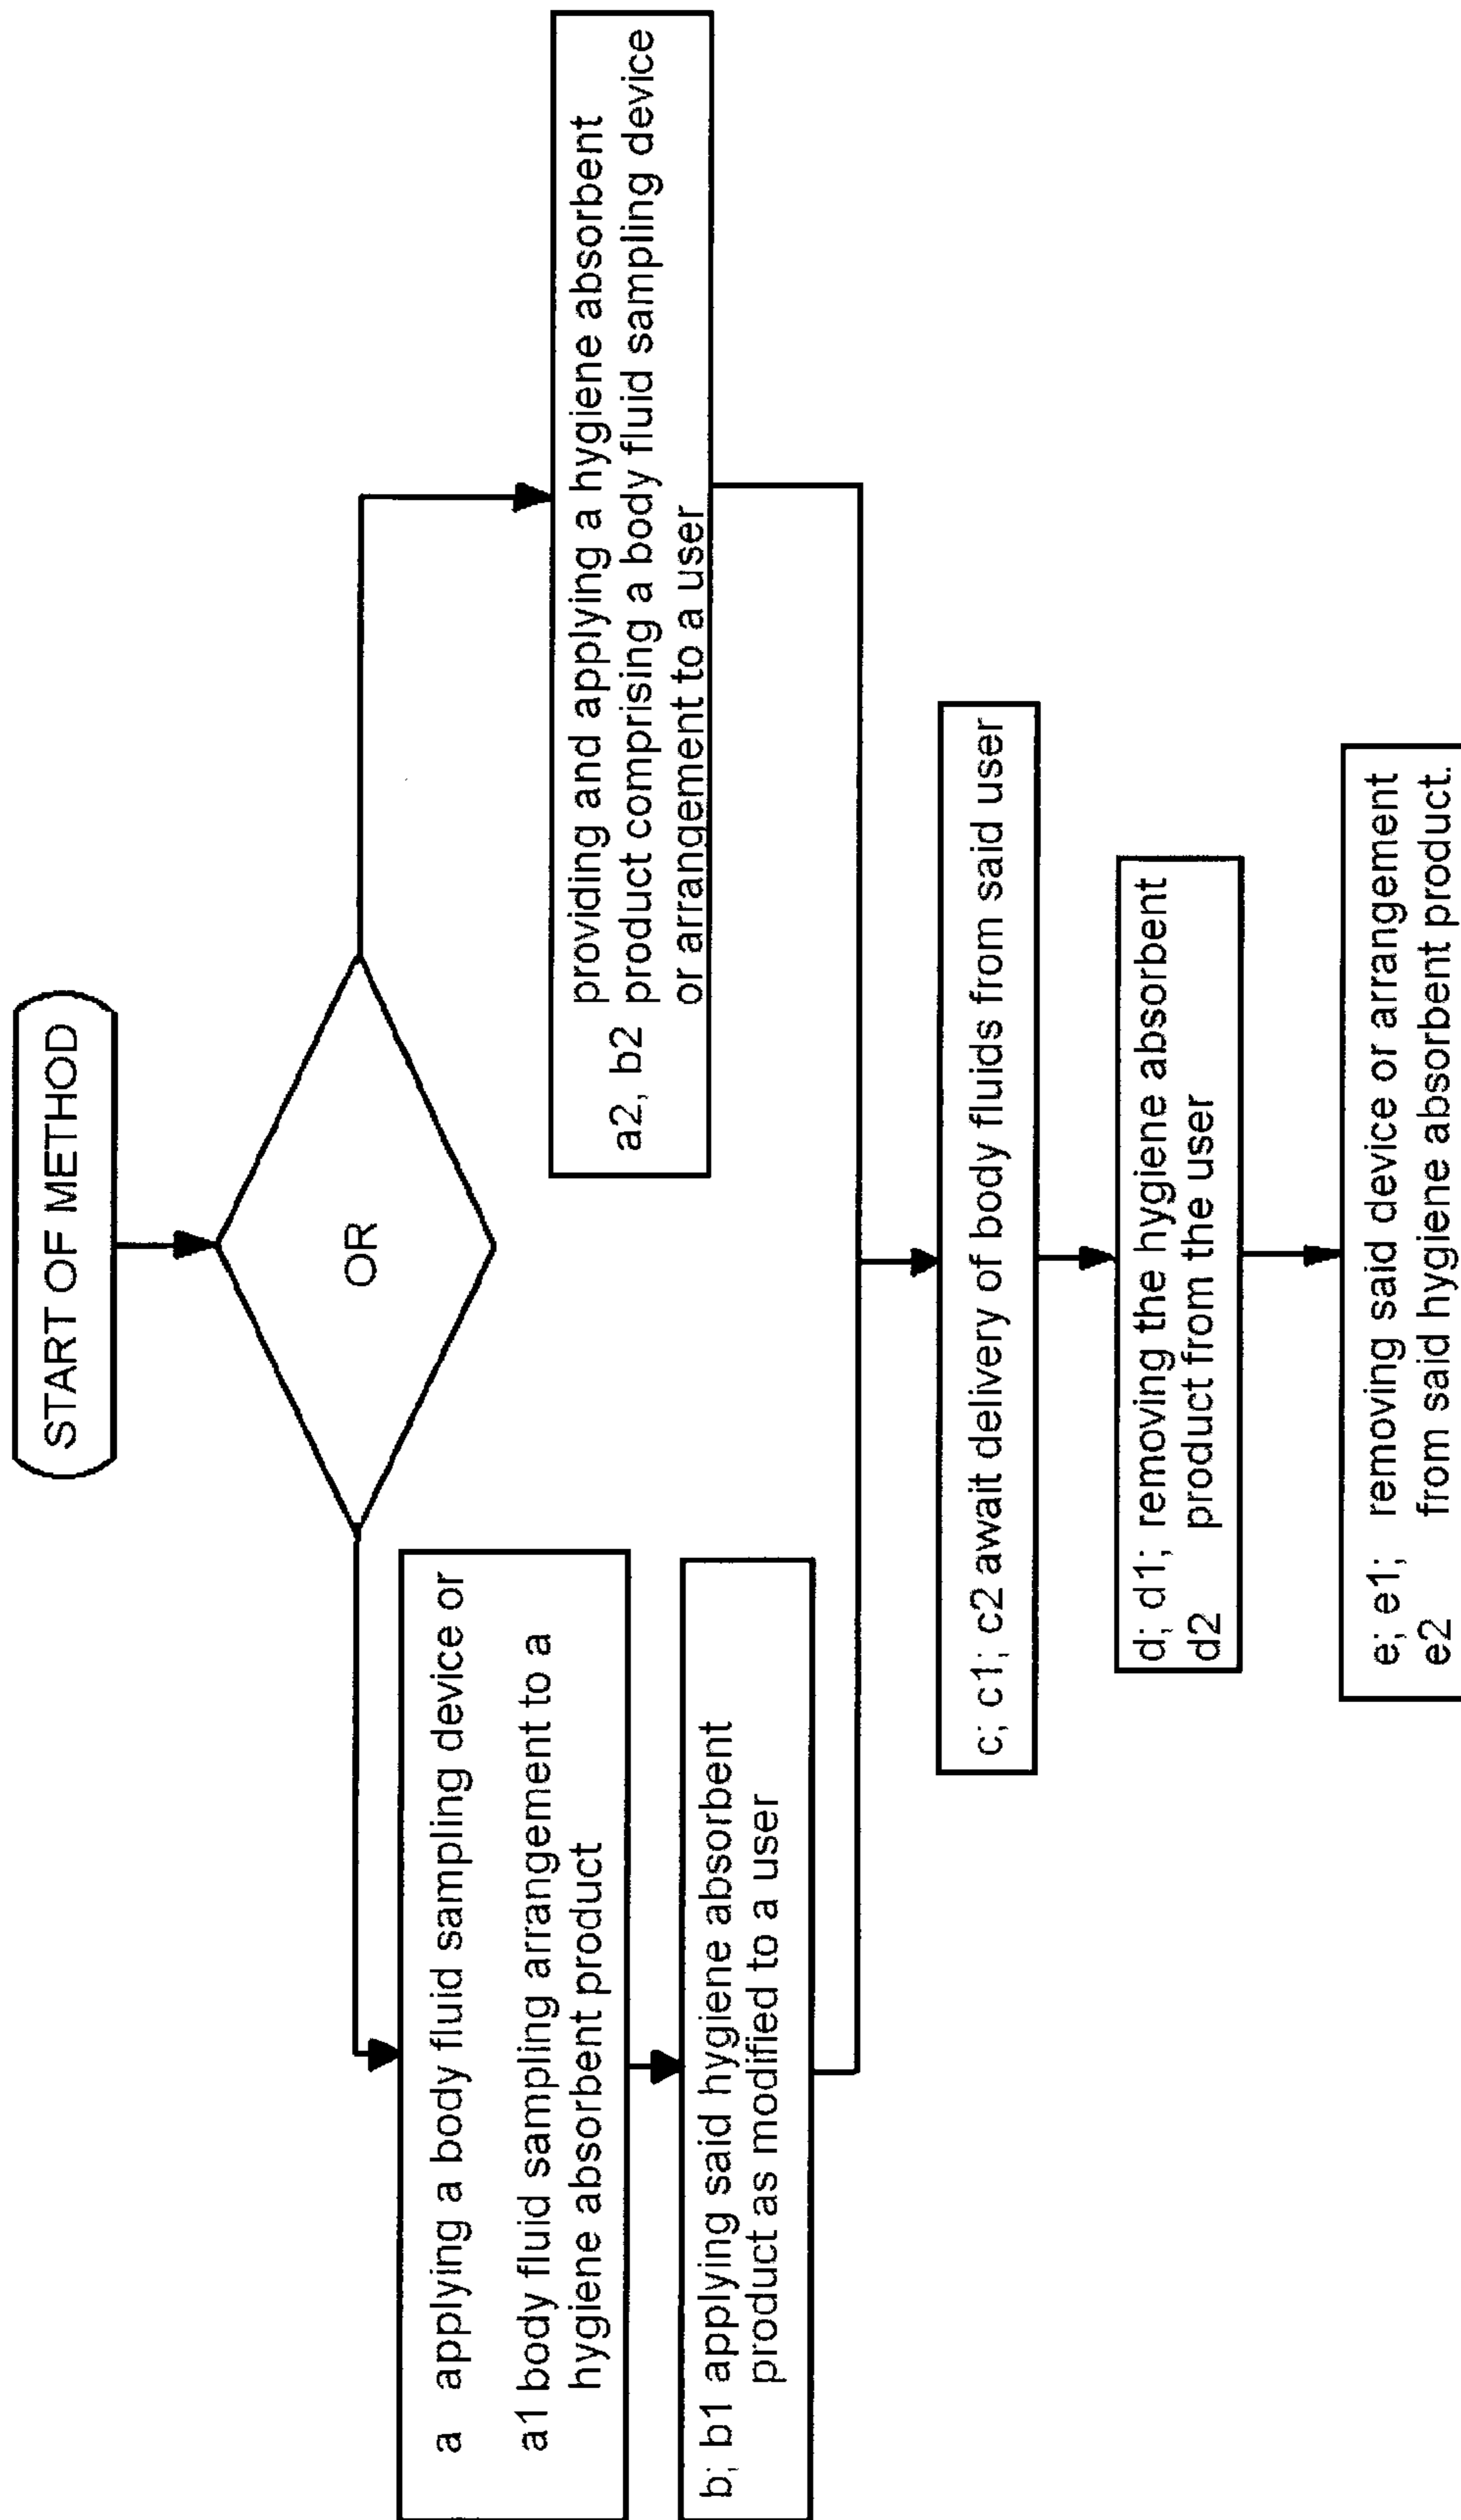 START OF METHOD
OR
a applying a body fluid sampling device or
a1 body fluid sampling arrangement to a
hygiene absorbent product
b; b1 applying said hygiene absorbent
product as modified to a user
providing and applying a hygiene absorbent
a2, b2 product comprising a body fluid sampling device
or arrangement to a user
c; c1; c2 await delivery of body fluids from said user
d; d1; removing the hygiene absorbent
d2 product from the user
e; e1; removing said device or arrangement
e2 from said hygiene absorbent product.